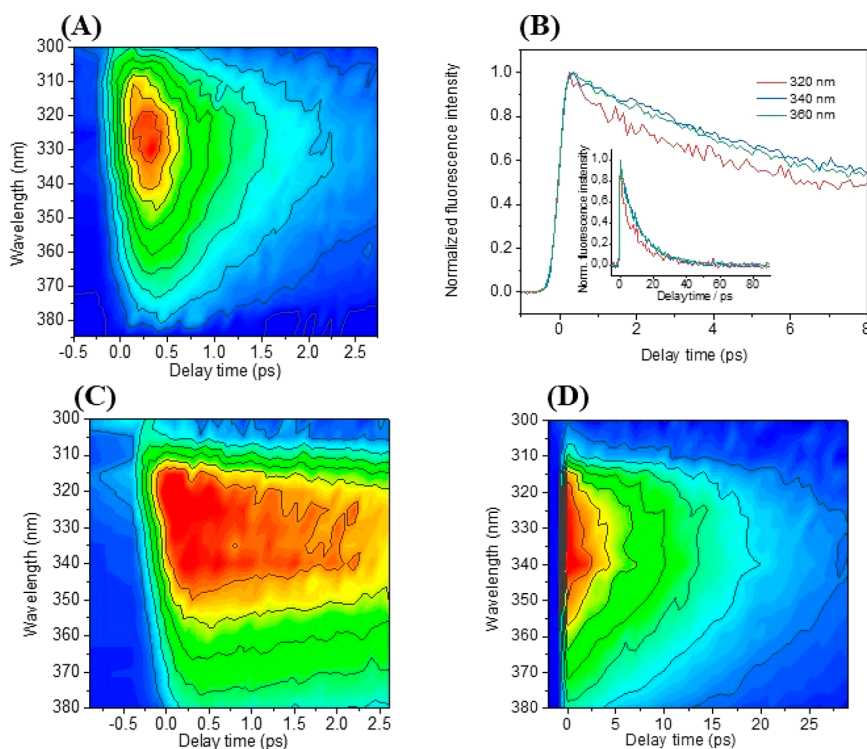 (A)
300
310
320
330
340
350
360
370
380
Wavelength (nm)
-0.5 0.0 0.5 1.0 1.5 2.0 2.5
Delay time (ps)
(B)
1.0
0.8
0.6
0.4
0.2
0.0
Normalized fluorescence intensity
320 nm
340 nm
360 nm
1.0
0.8
0.6
0.4
0.2
0.0
Norm. fluorescence instensity
0 20 40 60 80
Delay time / ps
0 2 4 6 8
Delay time (ps)
(C)
300
310
320
330
340
350
360
370
380
Wavelength (nm)
-0.5 0.0 0.5 1.0 1.5 2.0 2.5
Delay time (ps)
(D)
300
310
320
330
340
350
360
370
380
Wavelength (nm)
0 5 10 15 20 25
Delay time (ps)